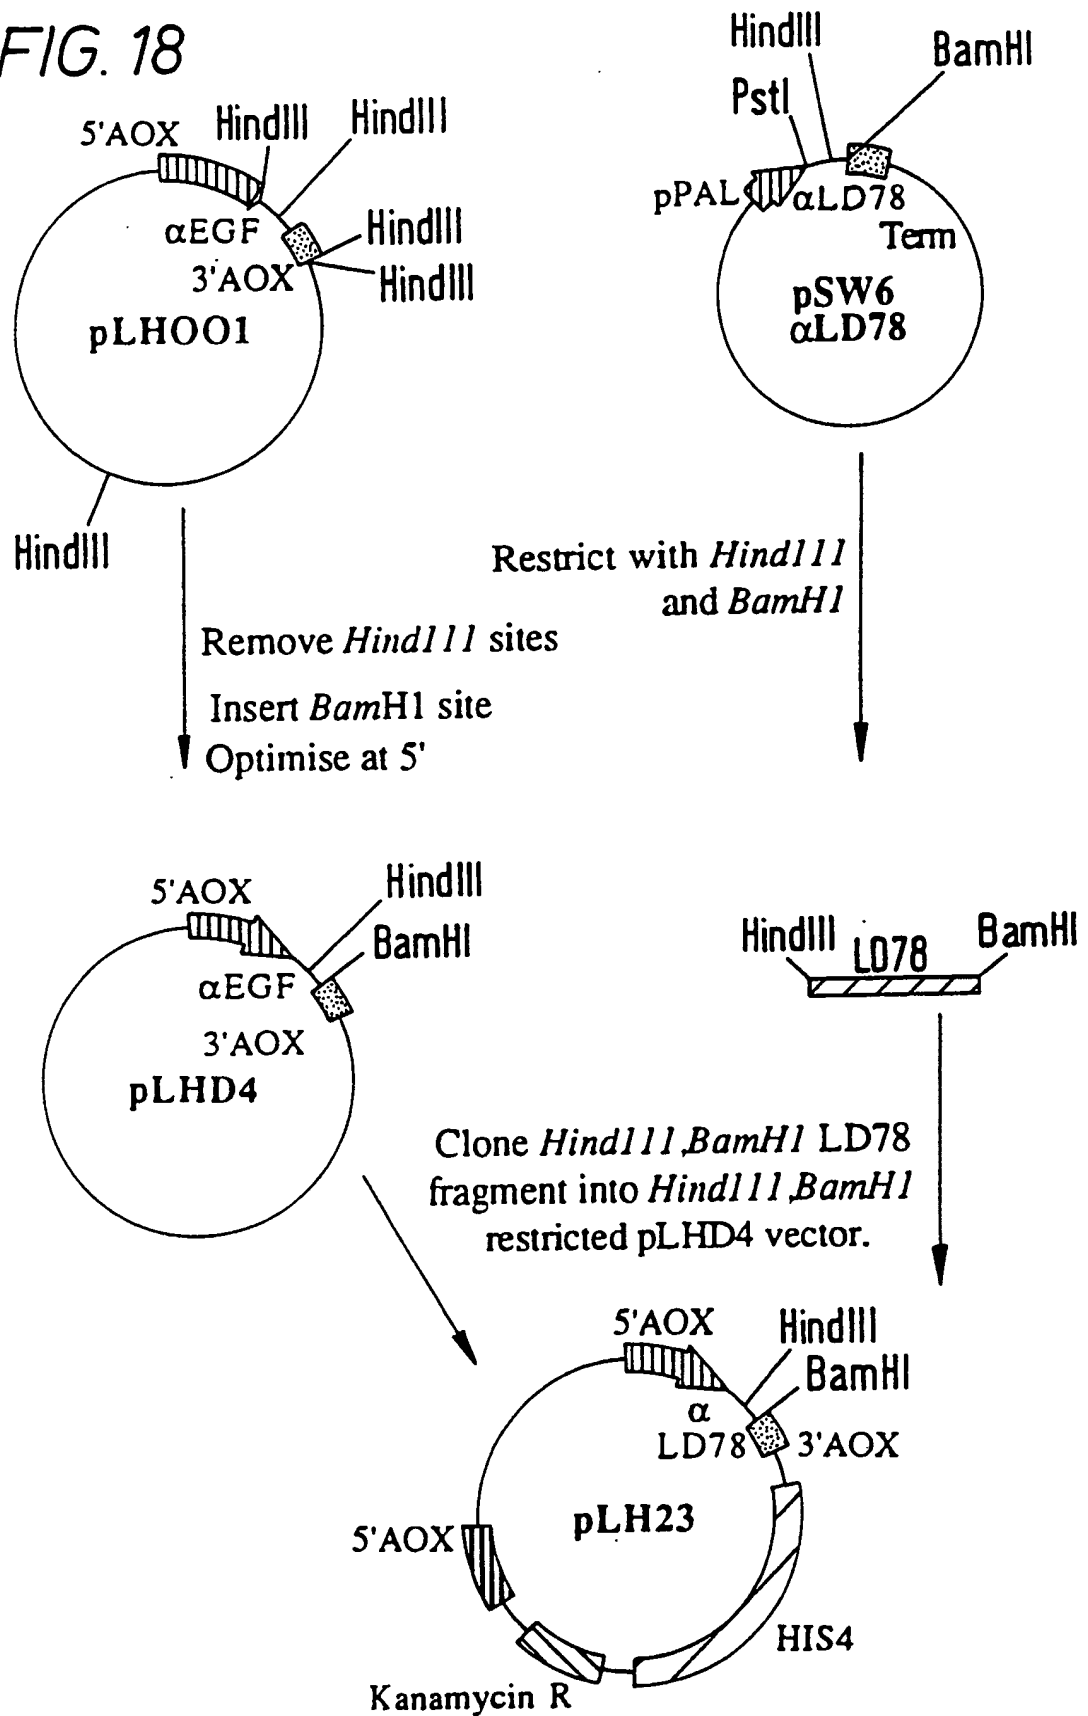 FIG. 18
5'AOX
HindIII
HindIII
αEGF
HindIII
3'AOX
HindIII
pLH001
HindIII
HindIII
BamHI
PstI
pPAL
αLD78
Term
pSW6
αLD78
Remove Hind111 sites
Insert BamH1 site
Optimise at 5'
Restrict with Hind111
and BamH1
5'AOX
HindIII
BamHI
αEGF
3'AOX
pLHD4
HindIII
LD78
BamHI
Clone Hind111,BamH1 LD78
fragment into Hind111,BamH1
restricted pLHD4 vector.
5'AOX
HindIII
BamHI
α
LD78
3'AOX
pLH23
5'AOX
HIS4
Kanamycin R